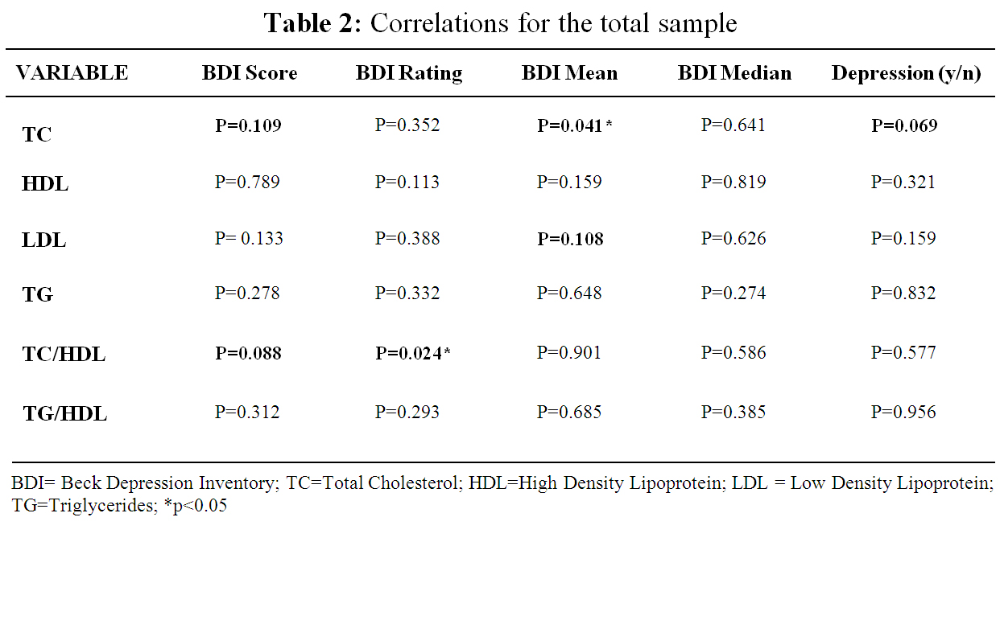 Table 2: Correlations for the total sample
VARIABLE BDI Score BDI Rating BDI Mean BDI Median Depression (y/n)
TC P=0.109 P=0.352 P=0.041* P=0.641 P=0.069
HDL P=0.789 P=0.113 P=0.159 P=0.819 P=0.321
LDL P= 0.133 P=0.388 P=0.108 P=0.626 P=0.159
TG P=0.278 P=0.332 P=0.648 P=0.274 P=0.832
TC/HDL P=0.088 P=0.024* P=0.901 P=0.586 P=0.577
TG/HDL P=0.312 P=0.293 P=0.685 P=0.385 P=0.956
BDI= Beck Depression Inventory; TC=Total Cholesterol; HDL=High Density Lipoprotein; LDL = Low Density Lipoprotein;
TG=Triglycerides; *p<0.05